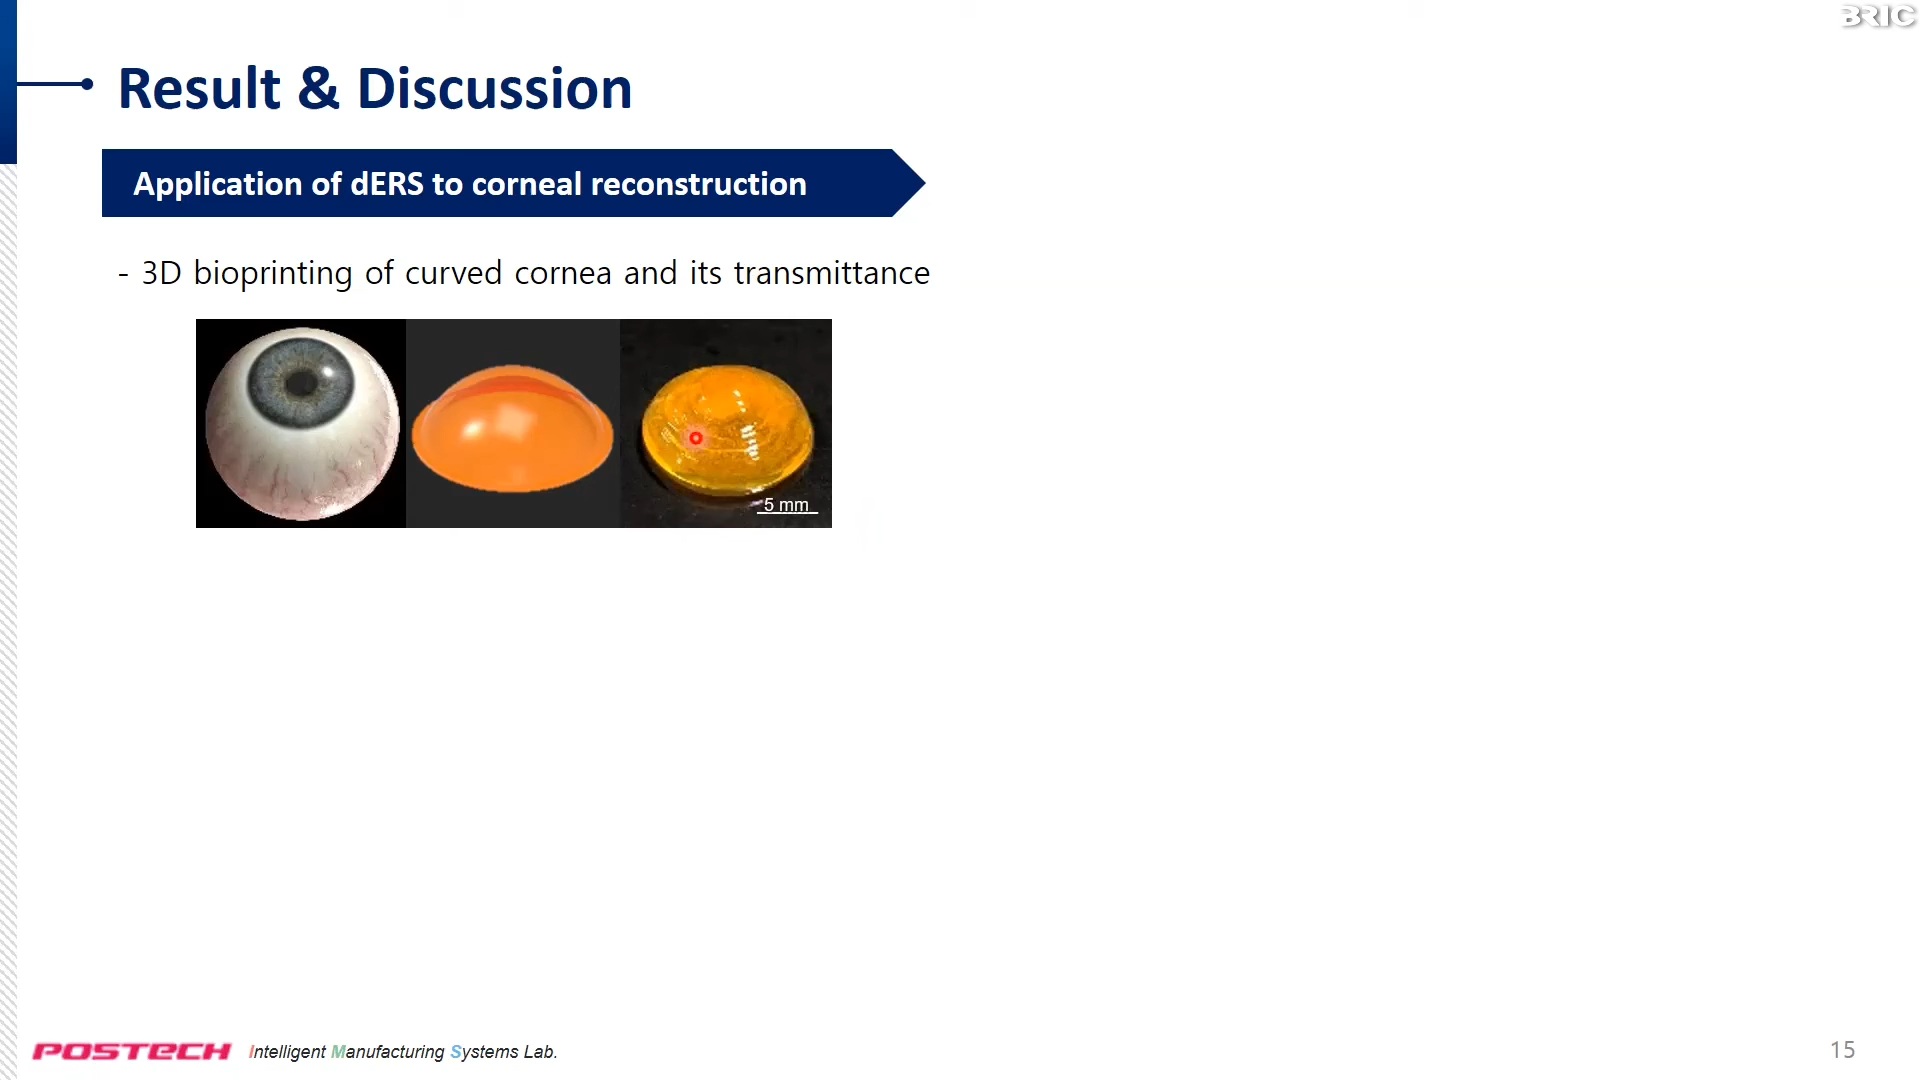 BRIC
Result & Discussion
Application of dERS to corneal reconstruction
- 3D bioprinting of curved cornea and its transmittance
5 mm
POSTECH Intelligent Manufacturing Systems Lab.
15